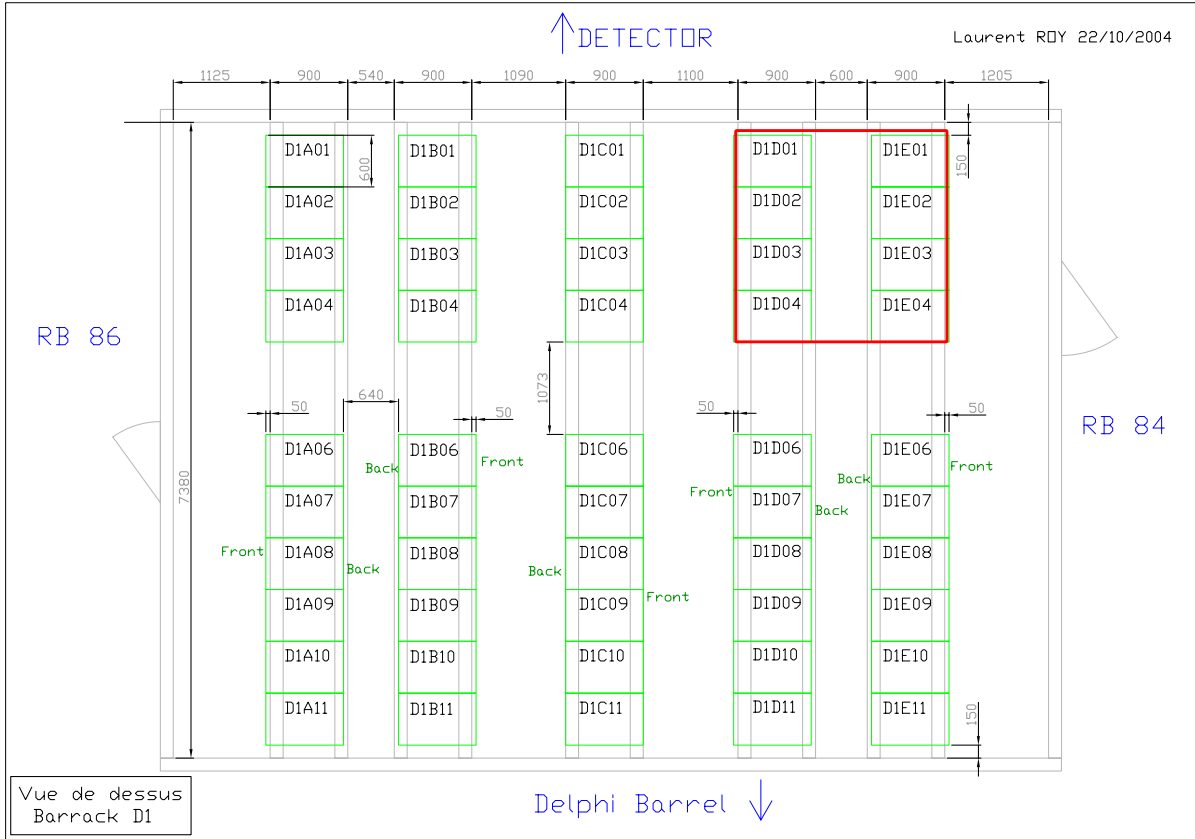 DETECTOR
Laurent ROY 22/10/2004
1125 900 540 900 1090 900 1100 900 600 900 1205
D1A01 D1B01 D1C01 D1D01 D1E01
600 150
D1A02 D1B02 D1C02 D1D02 D1E02
D1A03 D1B03 D1C03 D1D03 D1E03
D1A04 D1B04 D1C04 D1D04 D1E04
RB 86
1073
640
50 50 50 50
RB 84
D1A06 D1B06 D1C06 D1D06 D1E06
Back Front Back Front
7380
Front
D1A07 D1B07 D1C07 D1D07 D1E07
Back
D1A08 D1B08 D1C08 D1D08 D1E08
Front Back Back
D1A09 D1B09 D1C09 D1D09 D1E09
Front
D1A10 D1B10 D1C10 D1D10 D1E10
D1A11 D1B11 D1C11 D1D11 D1E11
150
Vue de dessus
Barrack D1
Delphi Barrel